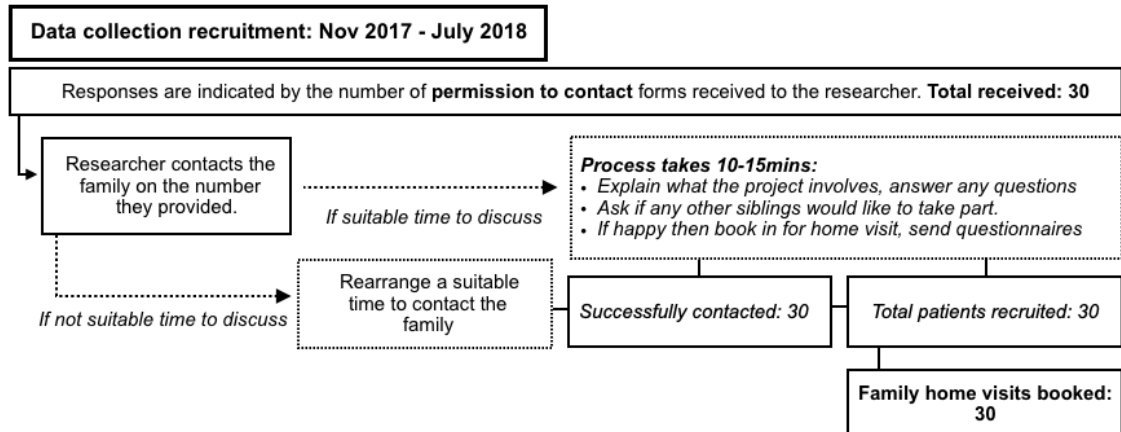 Data collection recruitment: Nov 2017 - July 2018
Responses are indicated by the number of permission to contact forms received to the researcher. Total received: 30
Researcher contacts the
family on the number
they provided.
If suitable time to discuss
Process takes 10-15mins:
• Explain what the project involves, answer any questions
• Ask if any other siblings would like to take part.
• If happy then book in for home visit, send questionnaires
If not suitable time to discuss
Rearrange a suitable
time to contact the
family
Successfully contacted: 30
Total patients recruited: 30
Family home visits booked:
30